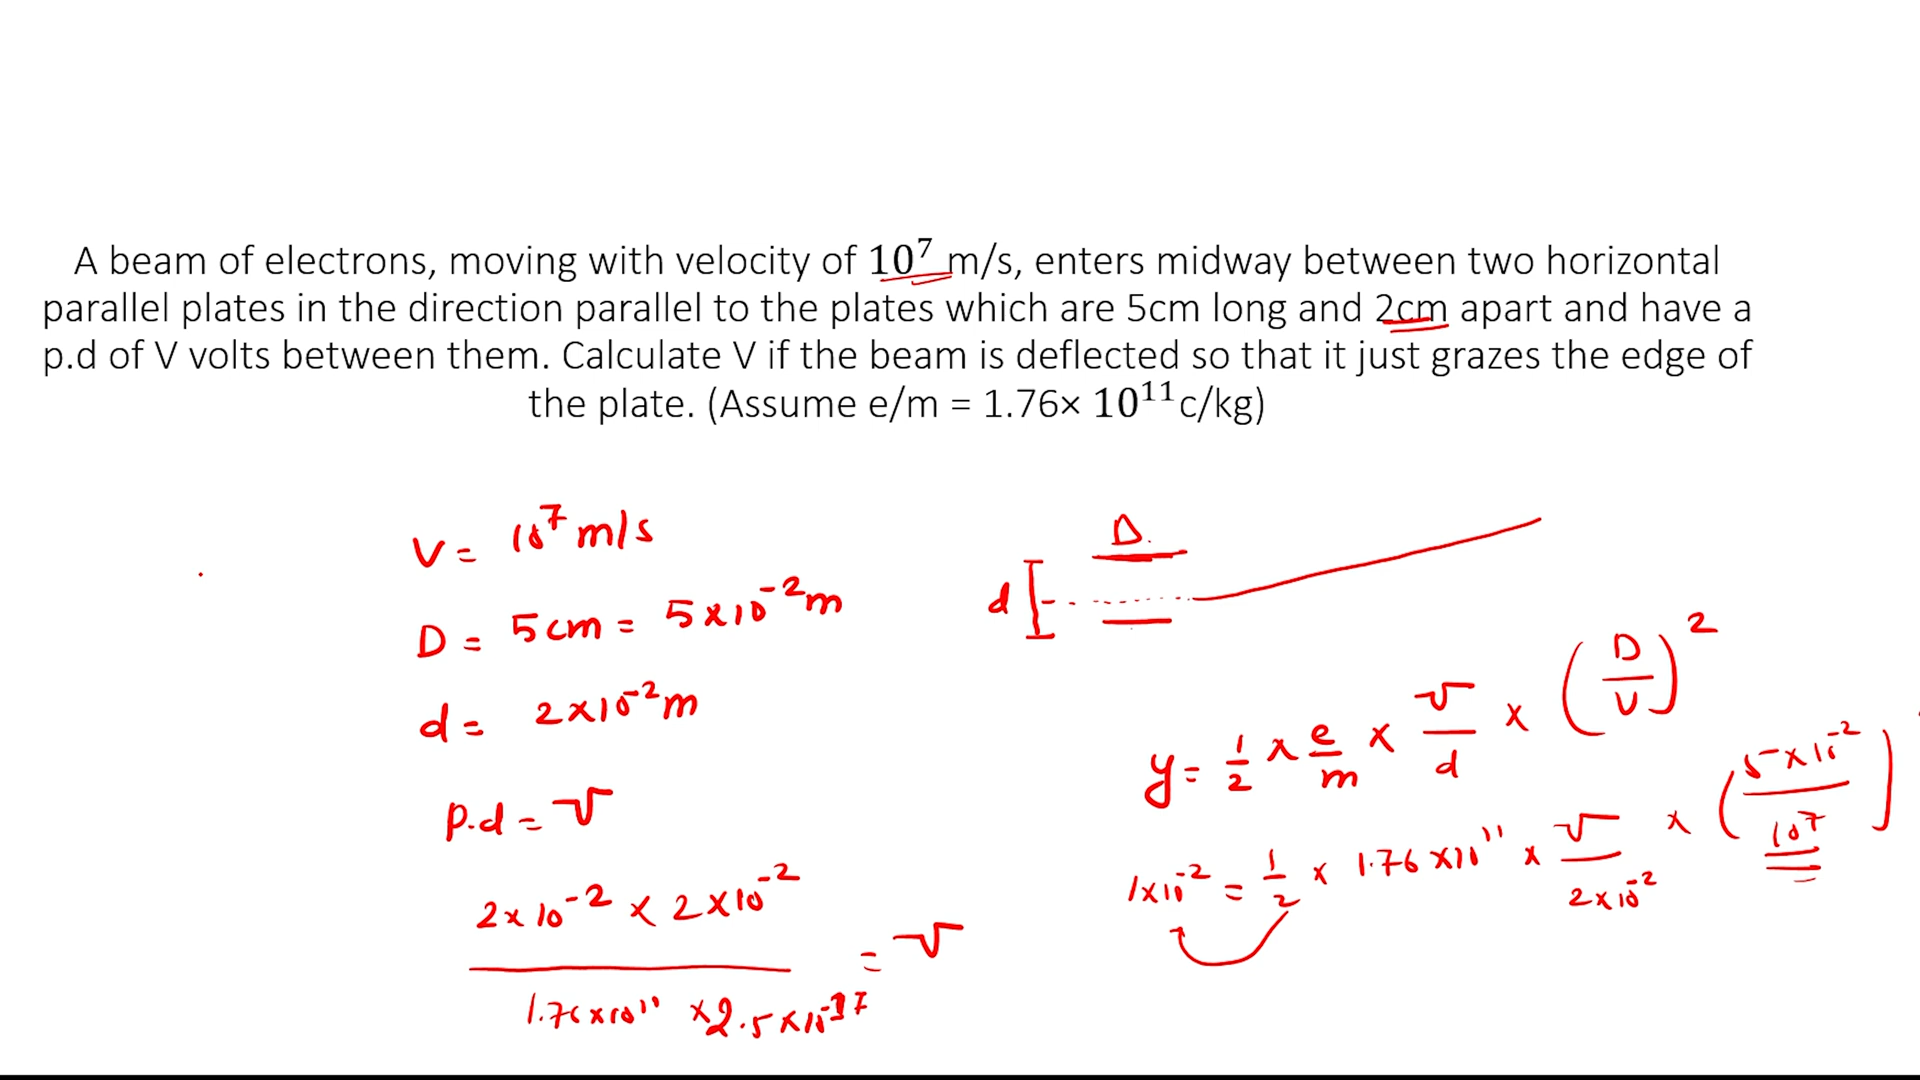 A beam of electrons, moving with velocity of 10⁷ m/s, enters midway between two horizontal
parallel plates in the direction parallel to the plates which are 5cm long and 2cm apart and have a
p.d of V volts between them. Calculate V if the beam is deflected so that it just grazes the edge of
the plate. (Assume e/m = 1.76× 10¹¹c/kg)
V = 10⁷ m/s
D = 5cm = 5×10⁻² m
d = 2×10⁻² m
P.d = V
2×10⁻² × 2×10⁻² / 1.76×10¹¹ × 2.5×10⁻¹⁷ = V
D.
d
y = 1/2 × e/m × V/d × (D/V)²
1×10⁻² = 1/2 × 1.76×10¹¹ × V/2×10⁻² × (5×10⁻²/10⁷)